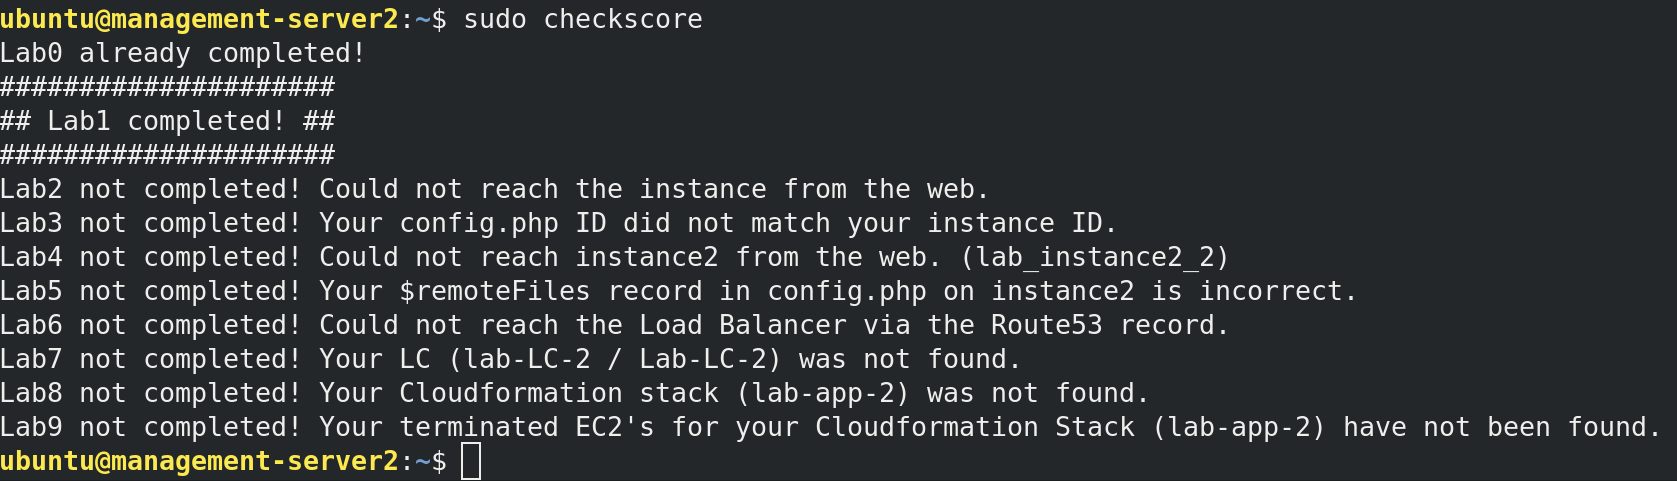 ubuntu@management-server2:~$ sudo checkscore
Lab0 already completed!
#####################
## Lab1 completed! ##
#####################
Lab2 not completed! Could not reach the instance from the web.
Lab3 not completed! Your config.php ID did not match your instance ID.
Lab4 not completed! Could not reach instance2 from the web. (lab_instance2_2)
Lab5 not completed! Your $remoteFiles record in config.php on instance2 is incorrect.
Lab6 not completed! Could not reach the Load Balancer via the Route53 record.
Lab7 not completed! Your LC (lab-LC-2 / Lab-LC-2) was not found.
Lab8 not completed! Your Cloudformation stack (lab-app-2) was not found.
Lab9 not completed! Your terminated EC2's for your Cloudformation Stack (lab-app-2) have not been found.
ubuntu@management-server2:~$